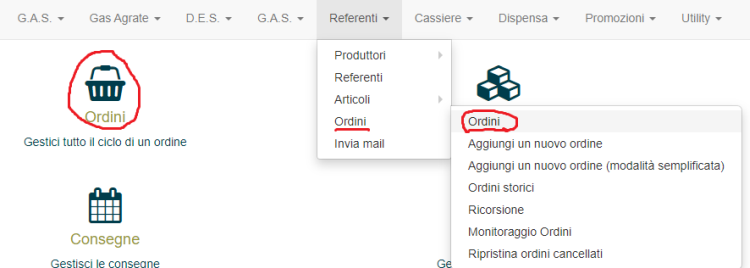 G.A.S. Gas Agrate D.E.S. G.A.S. Referenti Cassiere Dispensa Promozioni Utility
Produttori
Referenti
Articoli
Ordini
Invia mail
Ordini
Gestici tutto il ciclo di un ordine
Ordini
Aggiungi un nuovo ordine
Aggiungi un nuovo ordine (modalità semplificata)
Ordini storici
Ricorsione
Monitoraggio Ordini
Ripristina ordini cancellati
Consegne
Gestisci le consegne
Ge